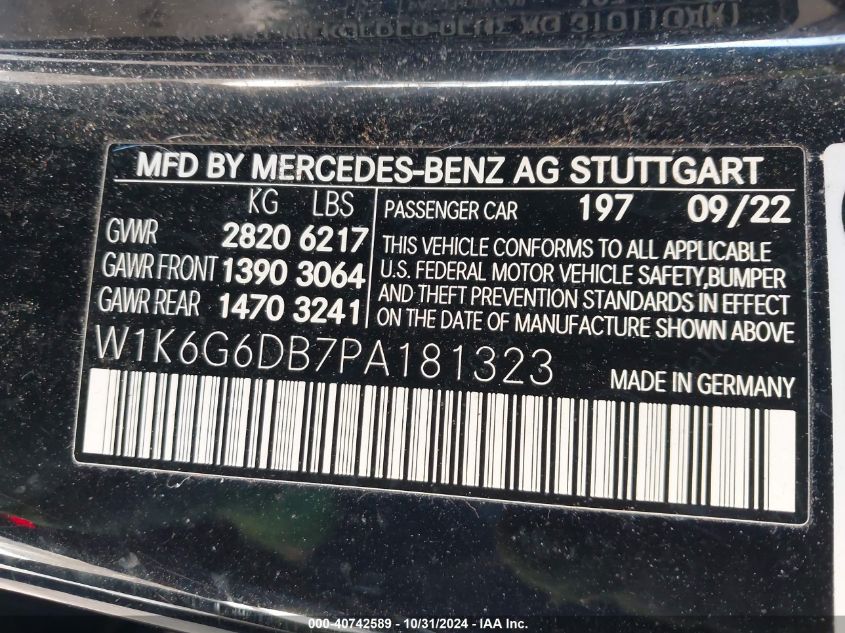 MFD BY MERCEDES-BENZ AG STUTTGART
KG LBS
GVWR 2820 6217
GAWR FRONT 1390 3064
GAWR REAR 1470 3241
PASSENGER CAR 197 09/22
THIS VEHICLE CONFORMS TO ALL APPLICABLE
U.S. FEDERAL MOTOR VEHICLE SAFETY,BUMPER
AND THEFT PREVENTION STANDARDS IN EFFECT
ON THE DATE OF MANUFACTURE SHOWN ABOVE
W1K6G6DB7PA181323
MADE IN GERMANY
000-40742589 - 10/31/2024 - IAA Inc.